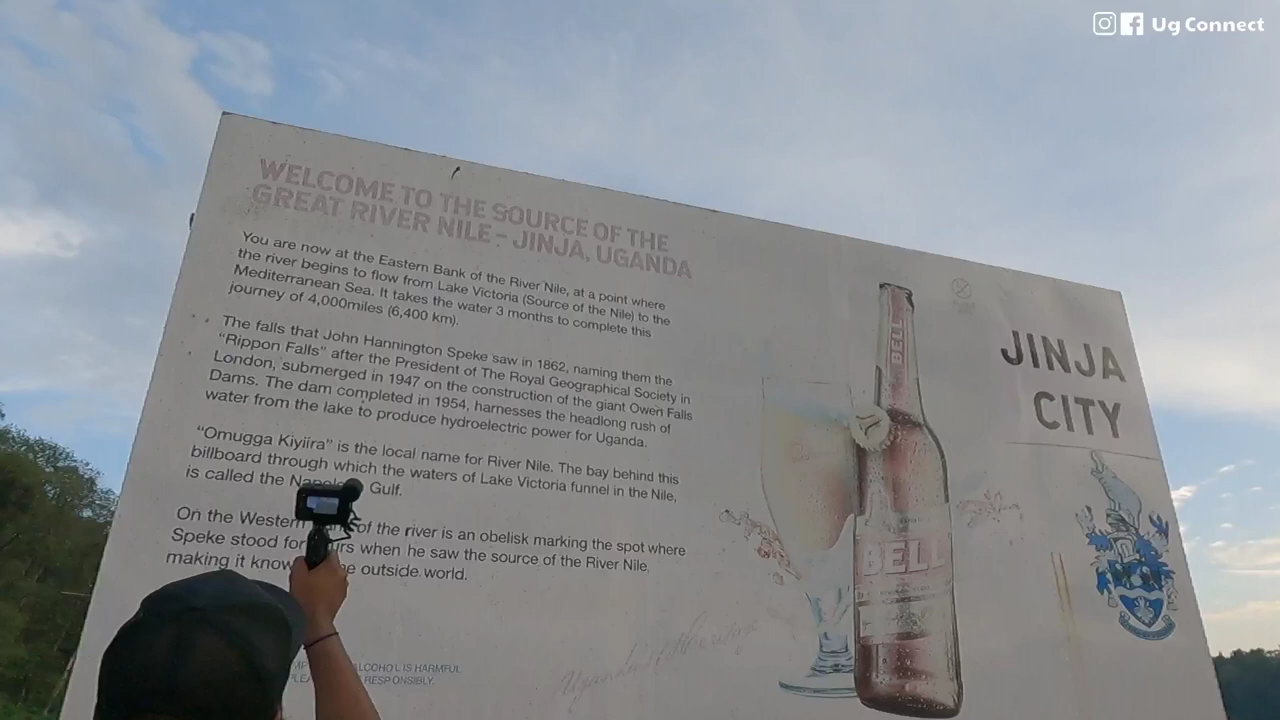 Ug Connect
WELCOME TO THE SOURCE OF THE
GREAT RIVER NILE - JINJA, UGANDA
You are now at the Eastern Bank of the River Nile, at a point where
the river begins to flow from Lake Victoria (Source of the Nile) to the
Mediterranean Sea. It takes the water 3 months to complete this
journey of 4,000miles (6,400 km).
The falls that John Hannington Speke saw in 1862, naming them the
“Rippon Falls” after the President of The Royal Geographical Society in
London, submerged in 1947 on the construction of the giant Owen Falls
Dams. The dam completed in 1954, harnesses the headlong rush of
water from the lake to produce hydroelectric power for Uganda.
“Omugga Kiyiira” is the local name for River Nile. The bay behind this
billboard through which the waters of Lake Victoria funnel in the Nile,
is called the Gulf.
On the Western of the river is an obelisk marking the spot where
Speke stood for when he saw the source of the River Nile,
making it outside world.
ALCOHOL IS HARMFUL
RESPONSIBLY.
BELL
BELL
JINJA
CITY